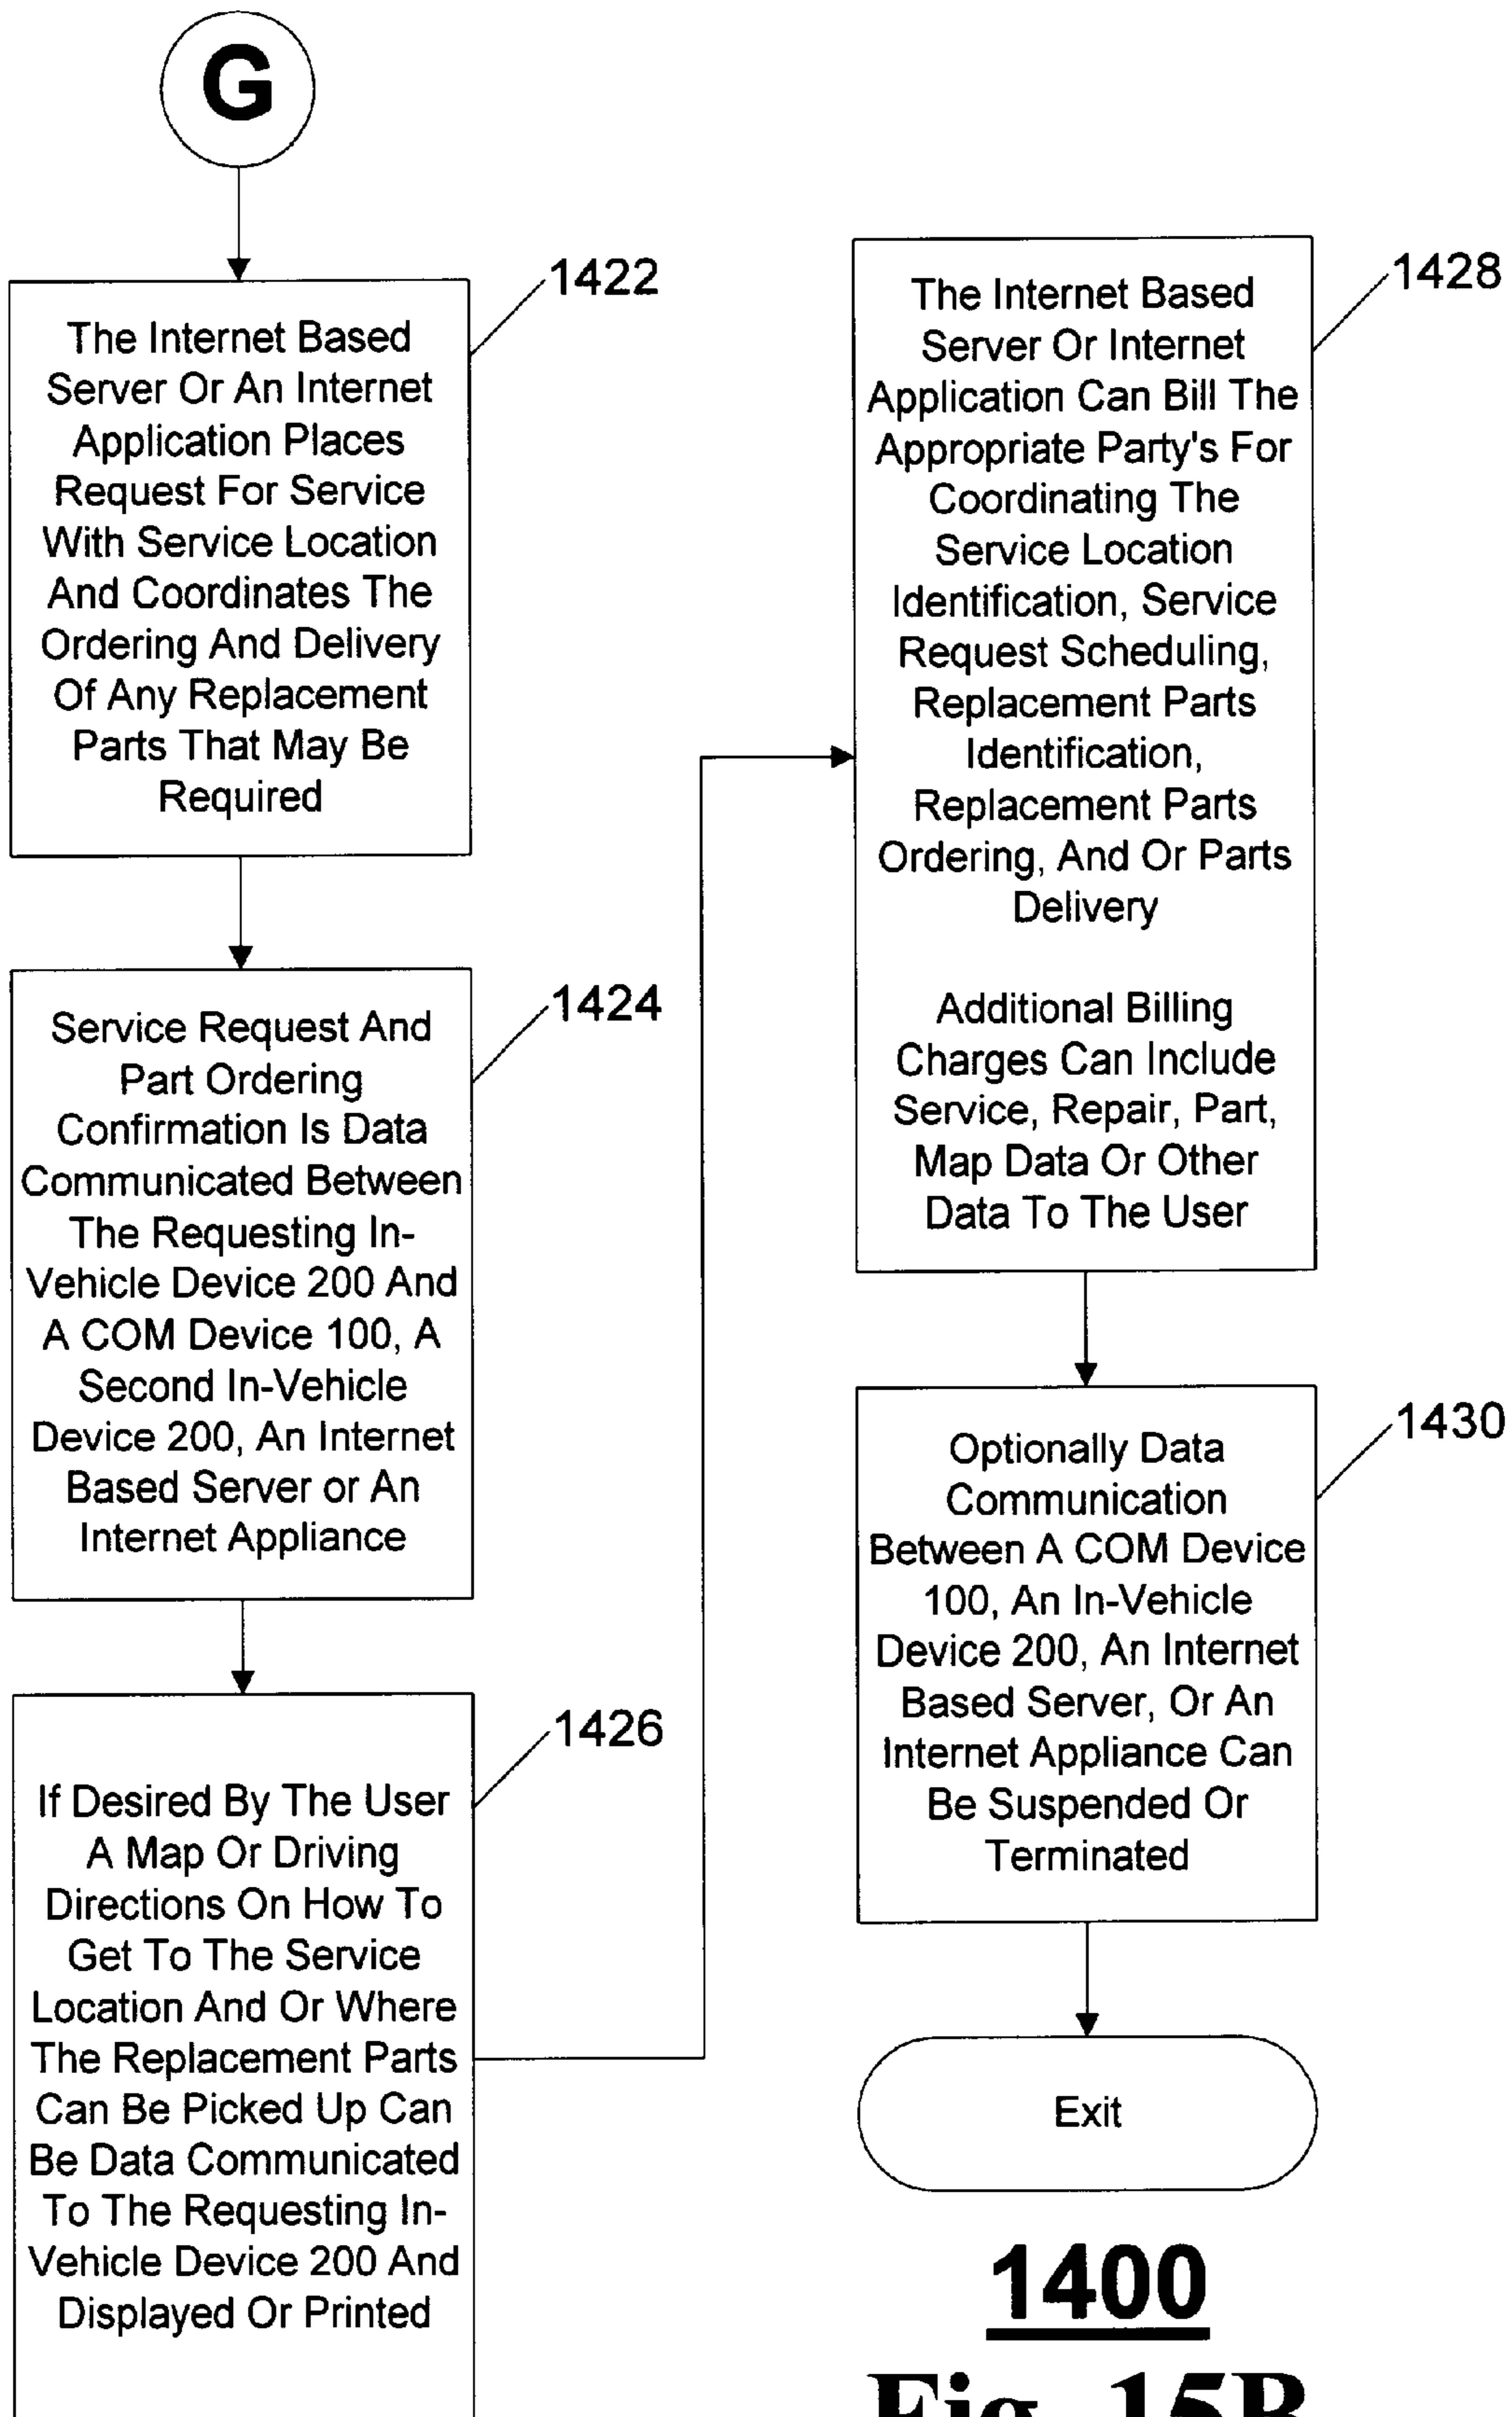 G
1422
The Internet Based
Server Or An Internet
Application Places
Request For Service
With Service Location
And Coordinates The
Ordering And Delivery
Of Any Replacement
Parts That May Be
Required
1424
Service Request And
Part Ordering
Confirmation Is Data
Communicated Between
The Requesting In-
Vehicle Device 200 And
A COM Device 100, A
Second In-Vehicle
Device 200, An Internet
Based Server or An
Internet Appliance
1426
If Desired By The User
A Map Or Driving
Directions On How To
Get To The Service
Location And Or Where
The Replacement Parts
Can Be Picked Up Can
Be Data Communicated
To The Requesting In-
Vehicle Device 200 And
Displayed Or Printed
1428
The Internet Based
Server Or Internet
Application Can Bill The
Appropriate Party's For
Coordinating The
Service Location
Identification, Service
Request Scheduling,
Replacement Parts
Identification,
Replacement Parts
Ordering, And Or Parts
Delivery
Additional Billing
Charges Can Include
Service, Repair, Part,
Map Data Or Other
Data To The User
1430
Optionally Data
Communication
Between A COM Device
100, An In-Vehicle
Device 200, An Internet
Based Server, Or An
Internet Appliance Can
Be Suspended Or
Terminated
Exit
1400
Fig. 15B